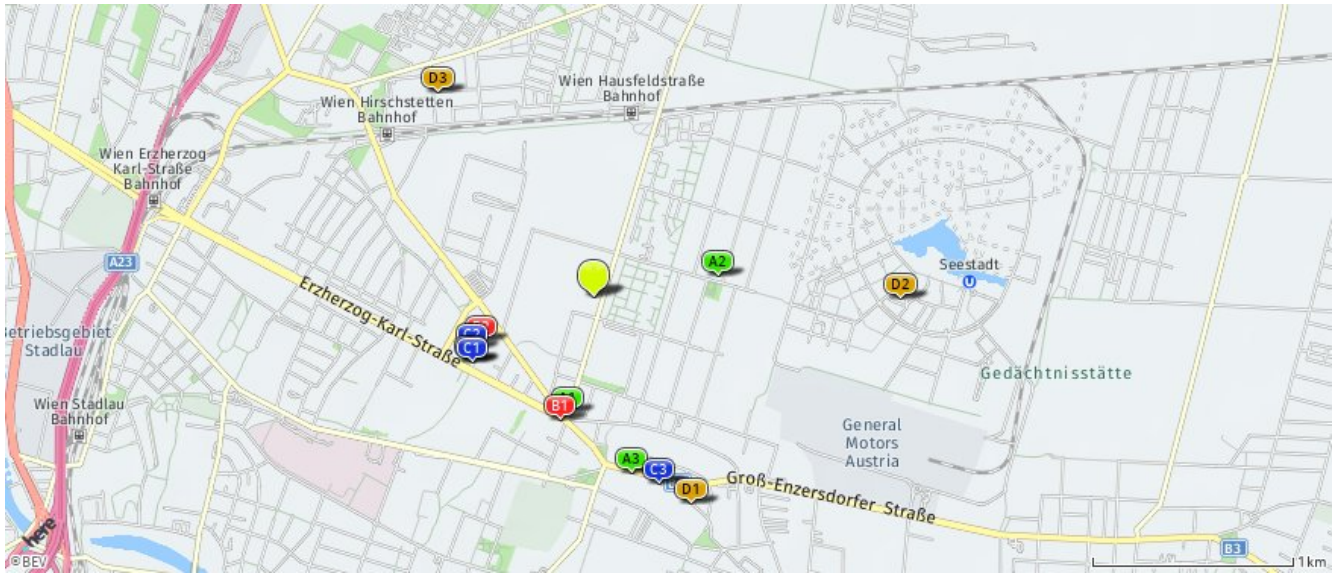 D3
Wien Hausfeldstraße
Bahnhof
Wien Hirschstetten
Bahnhof
Wien Erzherzog
Karl-Straße
Bahnhof
A23
A2
Seestadt
U
D2
Erzherzog-Karl-Straße
C2
C1
Betriebsgebiet
Stadlau
Gedächtnisstätte
Wien Stadlau
Bahnhof
B1
General
Motors
Austria
A3
C3
D1
Groß-Enzersdorfer Straße
here
B3
©BEV
1km